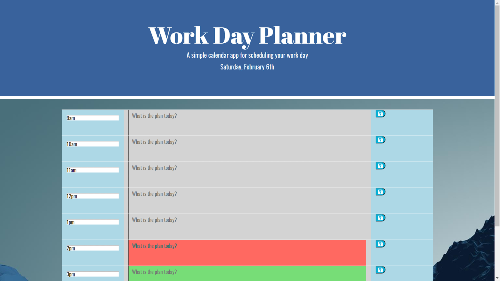 Work Day Planner
A simple calendar app for scheduling your work day
Saturday, February 6th
9am
What is the plan today?
10am
What is the plan today?
11am
What is the plan today?
12pm
What is the plan today?
1pm
What is the plan today?
2pm
What is the plan today?
3pm
What is the plan today?